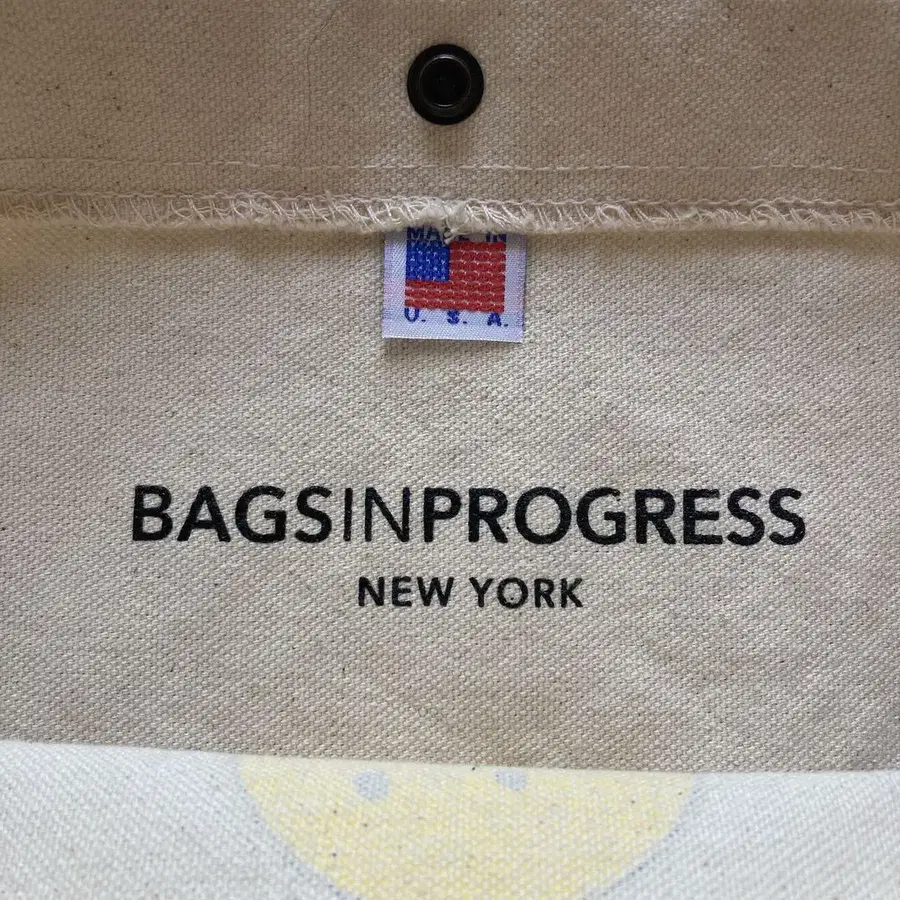 MADE IN
U. S. A.
BAGSINPROGRESS
NEW YORK